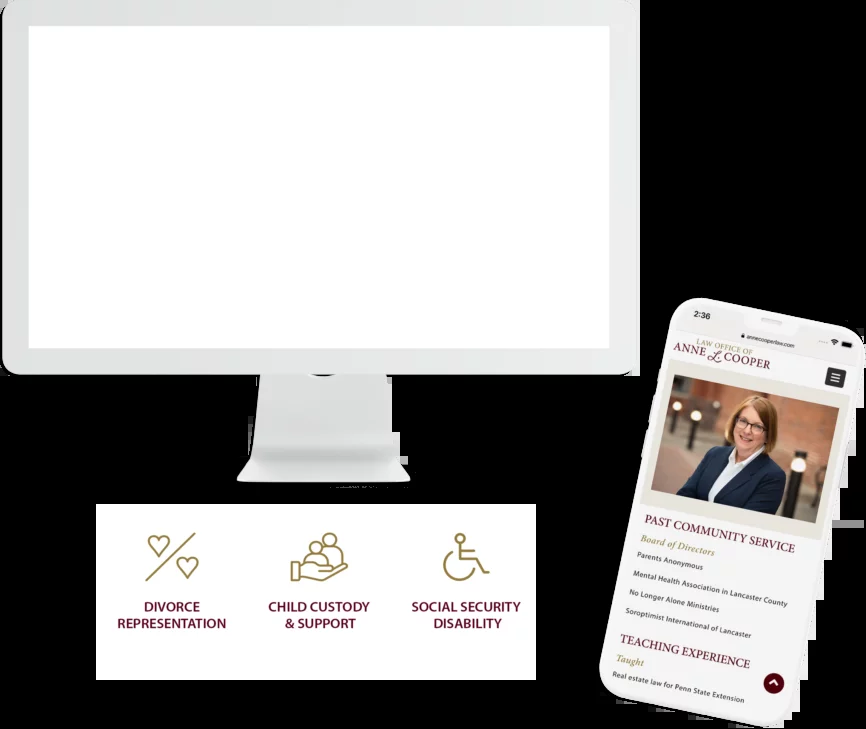 2:36
annecooperlaw.com
LAW OFFICE OF
ANNE L. COOPER
PAST COMMUNITY SERVICE
Board of Directors
Parents Anonymous
Mental Health Association in Lancaster County
No Longer Alone Ministries
Soroptimist International of Lancaster
TEACHING EXPERIENCE
Taught
Real estate law for Penn State Extension
DIVORCE
REPRESENTATION
CHILD CUSTODY
& SUPPORT
SOCIAL SECURITY
DISABILITY